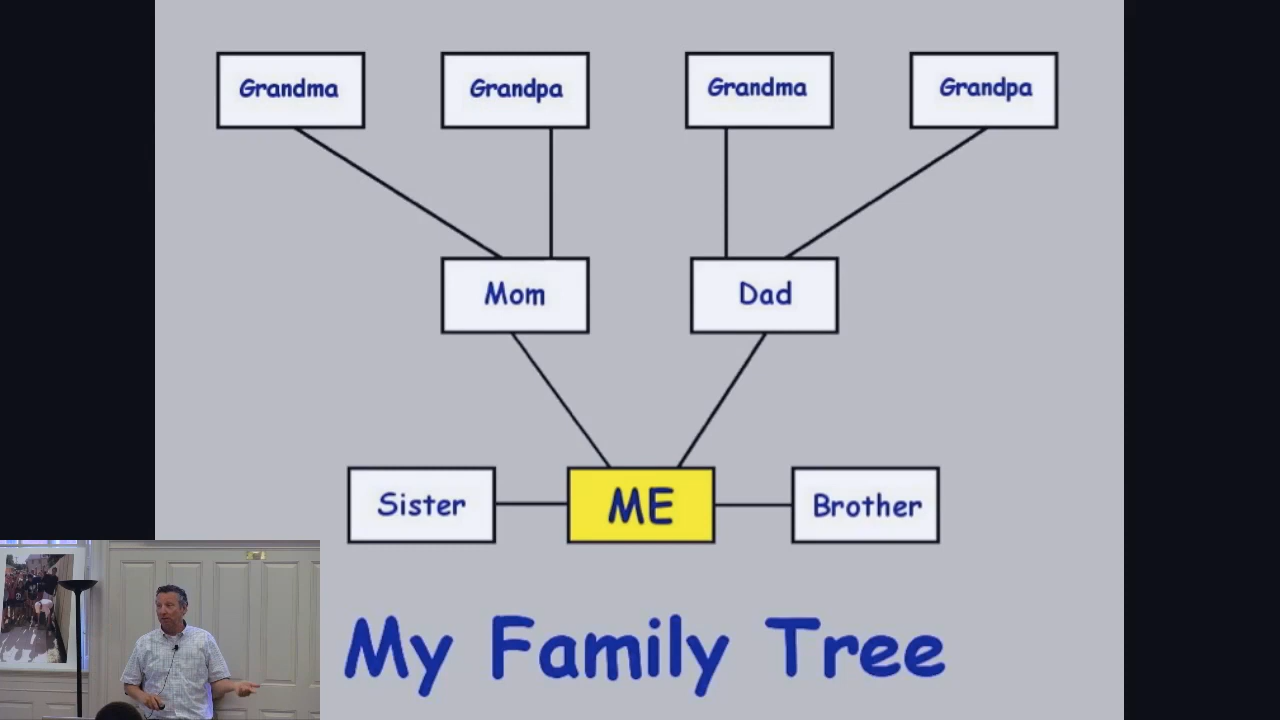 Grandma
Grandpa
Grandma
Grandpa
Mom
Dad
Sister
ME
Brother
My Family Tree